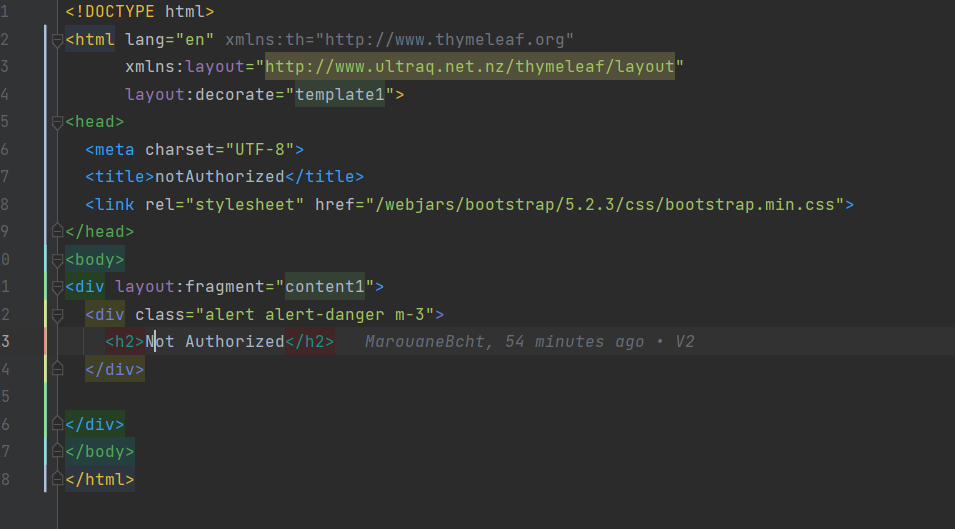 1 <!DOCTYPE html>
2 <html lang="en" xmlns:th="http://www.thymeleaf.org"
3 xmlns:layout="http://www.ultraq.net.nz/thymeleaf/layout"
4 layout:decorate="template1">
5 <head>
6 <meta charset="UTF-8">
7 <title>notAuthorized</title>
8 <link rel="stylesheet" href="/webjars/bootstrap/5.2.3/css/bootstrap.min.css">
9 </head>
0 <body>
1 <div layout:fragment="content1">
2 <div class="alert alert-danger m-3">
3 <h2>Not Authorized</h2> MarouaneBcht, 54 minutes ago • V2
4 </div>
5
6 </div>
7 </body>
8 </html>